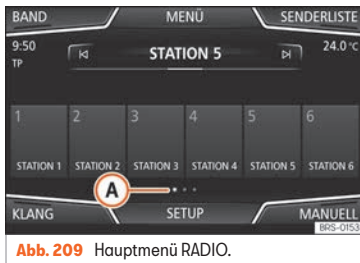 BAND MENÜ SENDERLISTE
9:50 STATION 5 24.0 °C
TP
1 2 3 4 5 6
STATION 1 STATION 2 STATION 3 STATION 4 STATION 5 STATION 6
A
KLANG SETUP MANUELL
BRS-0153
Abb. 209 Hauptmenü RADIO.